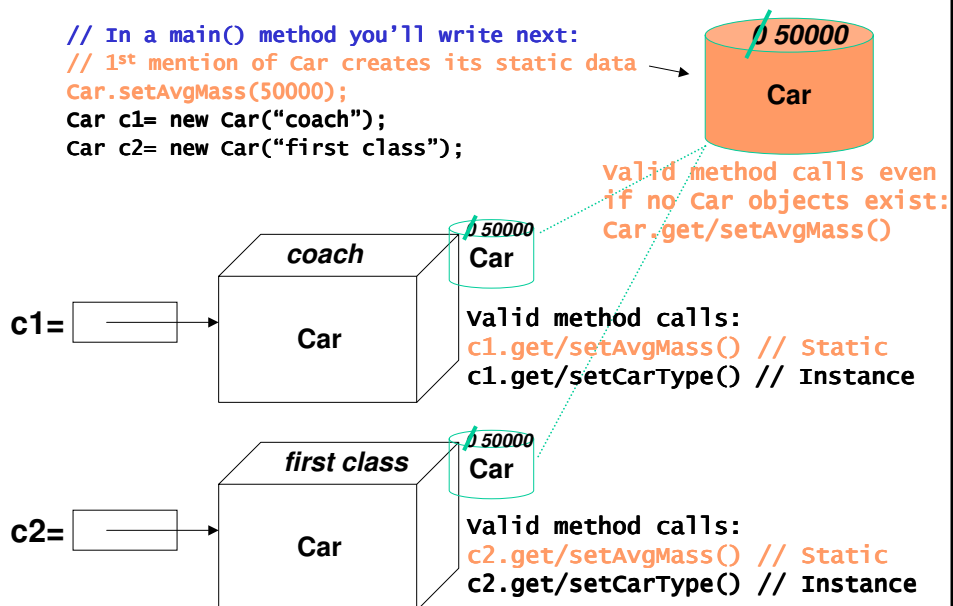 // In a main() method you’ll write next:
// 1st mention of Car creates its static data
Car.setAvgMass(50000);
Car c1= new Car(“coach”);
Car c2= new Car(“first class”);
0 50000
Car
Valid method calls even
if no Car objects exist:
Car.get/setAvgMass()
0 50000
Car
coach
Car
c1=
Valid method calls:
c1.get/setAvgMass() // Static
c1.get/setCarType() // Instance
0 50000
Car
first class
Car
c2=
Valid method calls:
c2.get/setAvgMass() // Static
c2.get/setCarType() // Instance